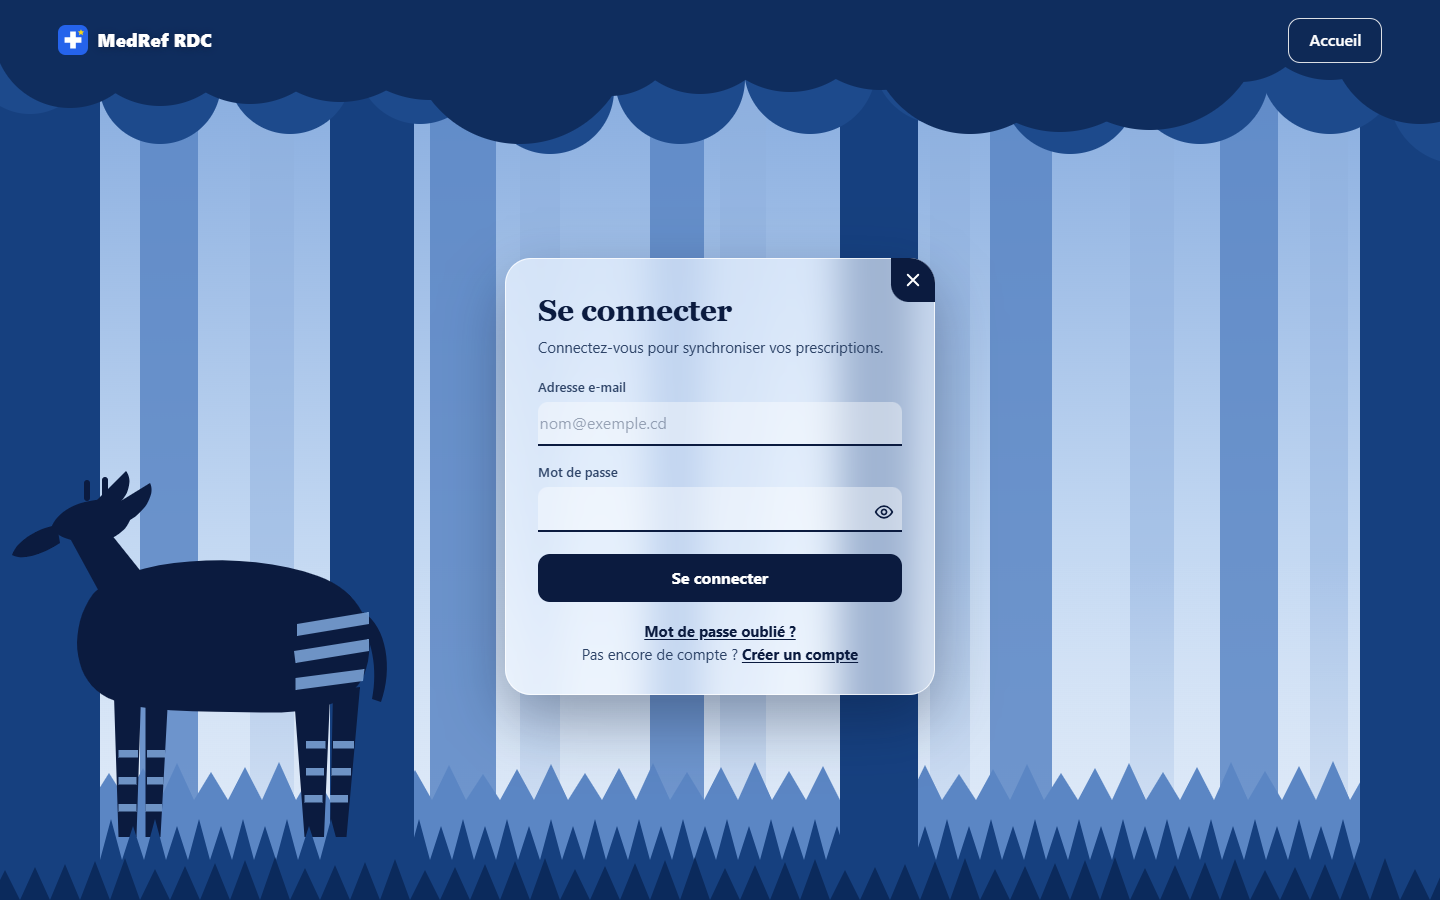 MedRef RDC
Accueil
Se connecter
Connectez-vous pour synchroniser vos prescriptions.
Adresse e-mail
nom@exemple.cd
Mot de passe
Se connecter
Mot de passe oublié ?
Pas encore de compte ? Créer un compte